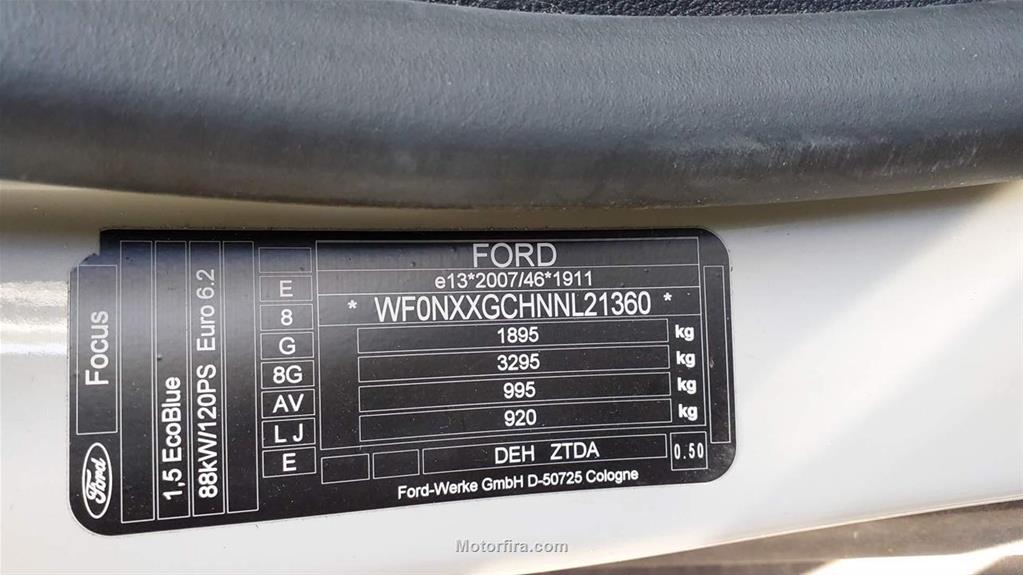 FORD
e13*2007/46*1911
* WF0NXXGCHNNL21360 *
1895 kg
3295 kg
995 kg
920 kg
DEH ZTDA
0.50
Ford-Werke GmbH D-50725 Cologne
E
8
G
8G
AV
LJ
E
88kW/120PS Euro 6.2
1,5 EcoBlue
Focus
Ford
Motorfira.com